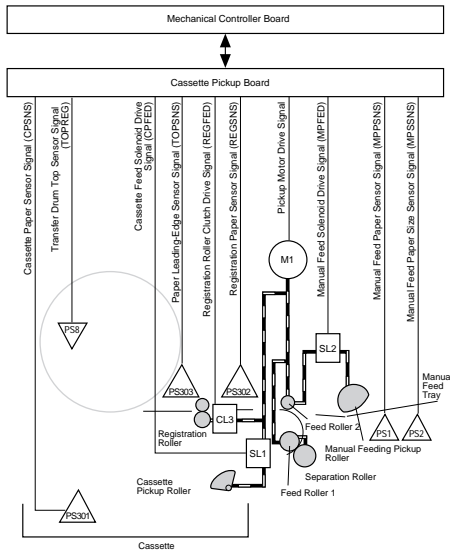 Mechanical Controller Board
Cassette Pickup Board
Cassette Paper Sensor Signal (CPSNS)
Transfer Drum Top Sensor
Signal (TOPREG)
Cassette Feed Solenoid Drive
Signal (CPFED)
Paper Leading-Edge Sensor Signal (TOPSNS)
Registration Roller Clutch Drive Signal (REGFED)
Registration Paper Sensor Signal (REGSNS)
Pickup Motor Drive Signal
Manual Feed Solenoid Drive Signal (MPFED)
Manual Feed Paper Sensor Signal (MPPSNS)
Manual Feed Paper Size Sensor Signal (MPSSNS)
M1
PS8
SL2
PS303
PS302
Manual
Feed
Tray
CL3
Feed Roller 2
PS1
PS2
Registration
Roller
Manual Feeding Pickup
Roller
SL1
Separation Roller
Cassette
Pickup Roller
Feed Roller 1
PS301
Cassette